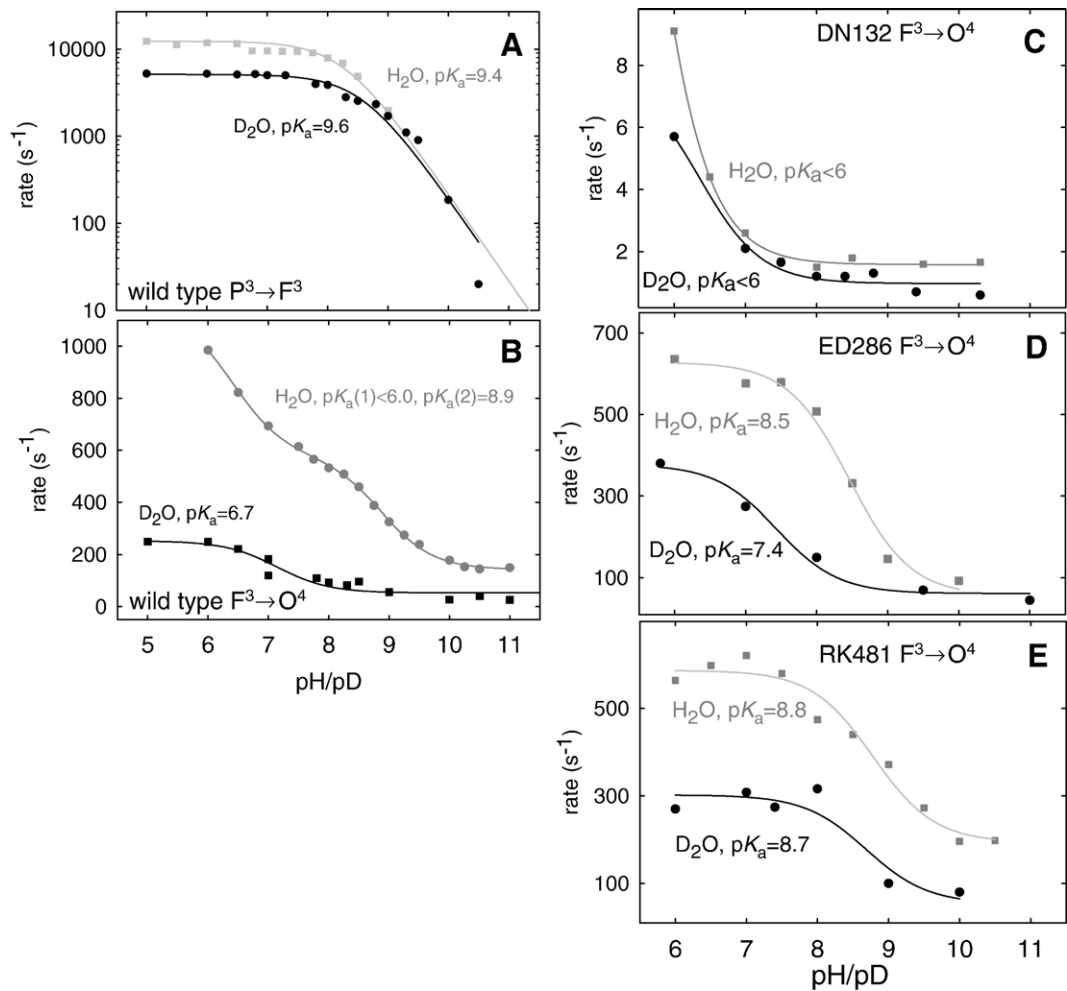 A
10000
1000
100
10
rate (s⁻¹)
H₂O, pKₐ=9.4
D₂O, pKₐ=9.6
wild type P³→F³
B
1000
800
600
400
200
0
rate (s⁻¹)
H₂O, pKₐ(1)<6.0, pKₐ(2)=8.9
D₂O, pKₐ=6.7
wild type F³→O⁴
5 6 7 8 9 10 11
pH/pD
DN132 F³→O⁴ C
8
6
4
2
rate (s⁻¹)
H₂O, pKₐ<6
D₂O, pKₐ<6
ED286 F³→O⁴ D
700
500
300
100
rate (s⁻¹)
H₂O, pKₐ=8.5
D₂O, pKₐ=7.4
RK481 F³→O⁴ E
500
300
100
rate (s⁻¹)
H₂O, pKₐ=8.8
D₂O, pKₐ=8.7
6 7 8 9 10 11
pH/pD